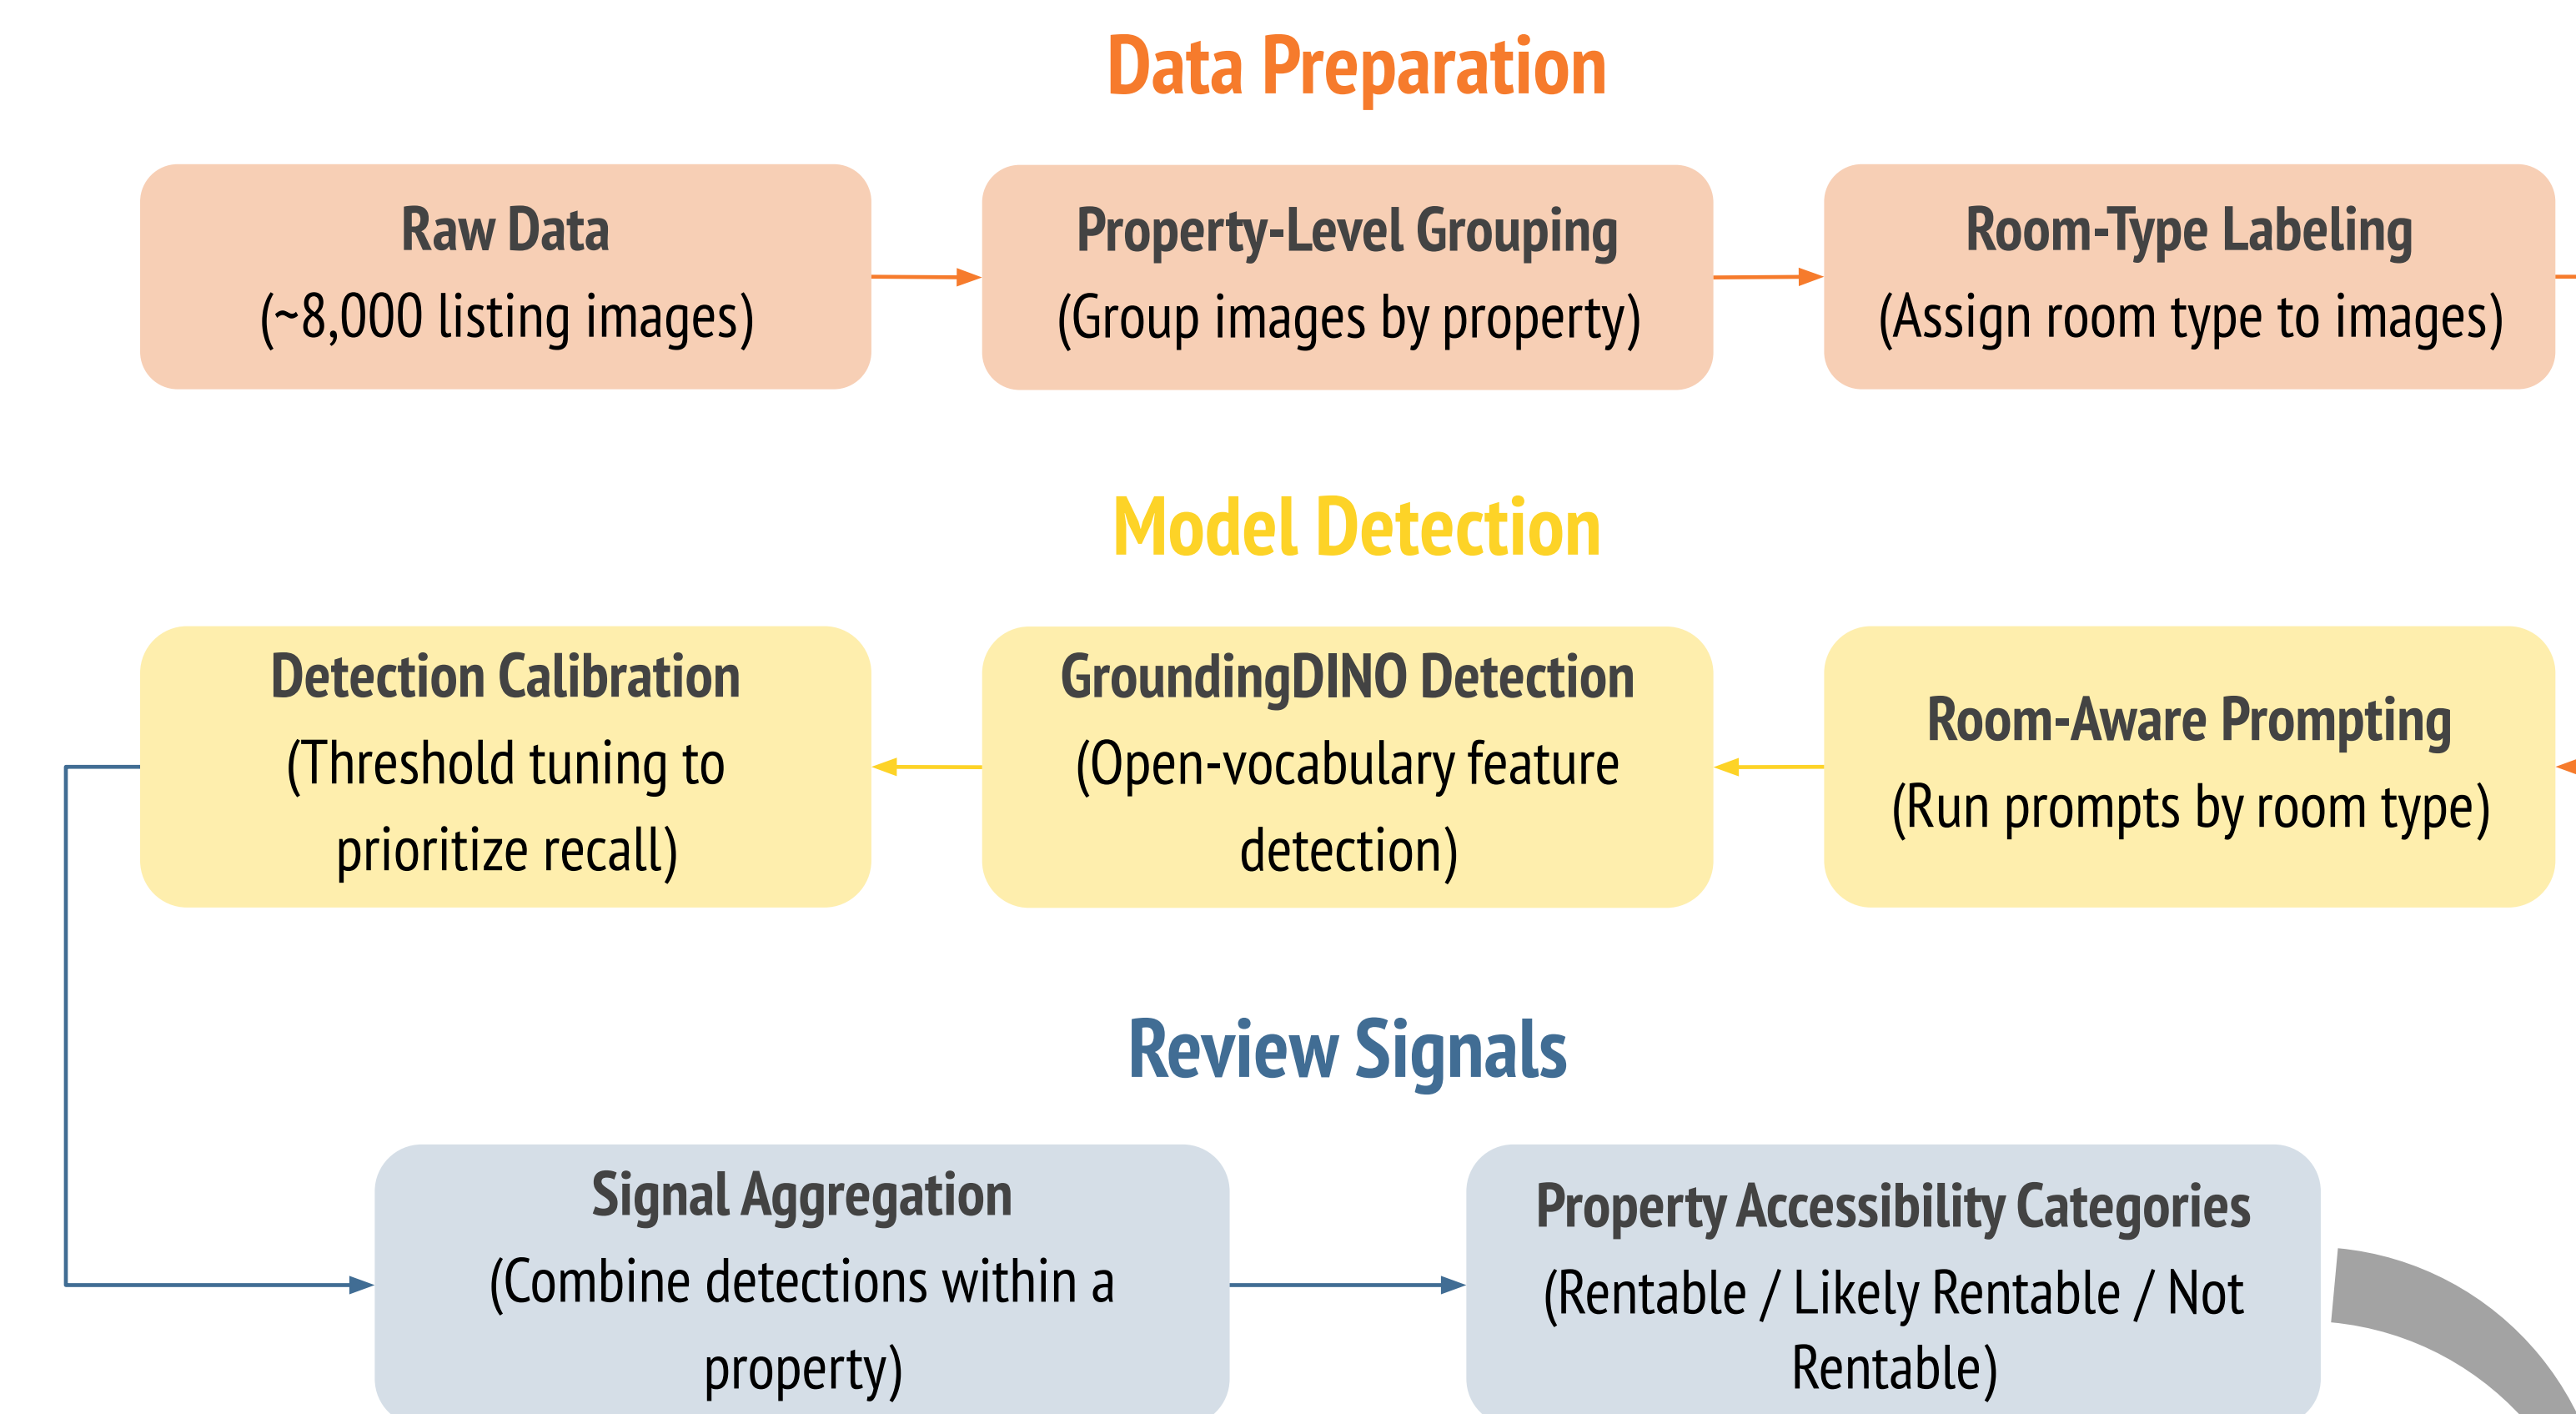 Data Preparation
Raw Data
(~8,000 listing images)
Property-Level Grouping
(Group images by property)
Room-Type Labeling
(Assign room type to images)
Model Detection
Detection Calibration
(Threshold tuning to
prioritize recall)
GroundingDINO Detection
(Open-vocabulary feature
detection)
Room-Aware Prompting
(Run prompts by room type)
Review Signals
Signal Aggregation
(Combine detections within a
property)
Property Accessibility Categories
(Rentable / Likely Rentable / Not
Rentable)